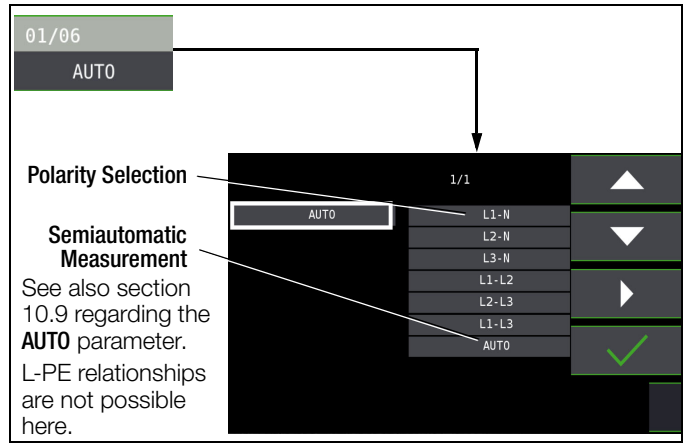 01/06
AUTO
Polarity Selection
1/1
AUTO
L1-N
L2-N
L3-N
L1-L2
L2-L3
L1-L3
AUTO
Semiautomatic
Measurement
See also section
10.9 regarding the
AUTO parameter.
L-PE relationships
are not possible
here.